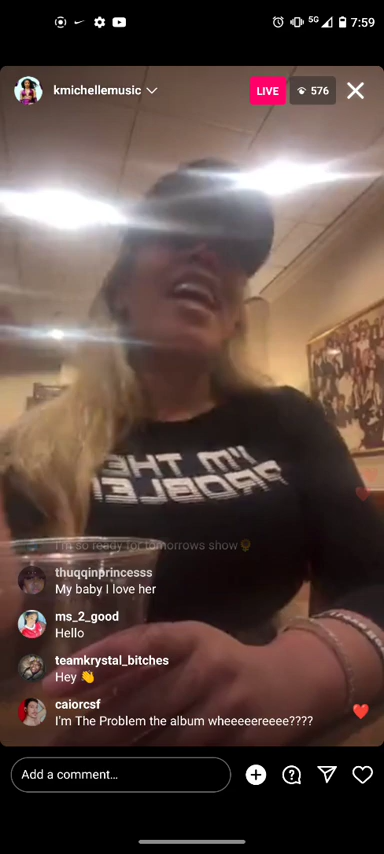 5G 7:59
kmichellemusic
LIVE
576
I'M THE
PROBLEM
I'm so ready for tomorrows show
thuqqinprincesss
My baby I love her
ms_2_good
Hello
teamkrystal_bitches
Hey 👋
caiorcsf
I'm The Problem the album wheeeeereeee????
Add a comment...